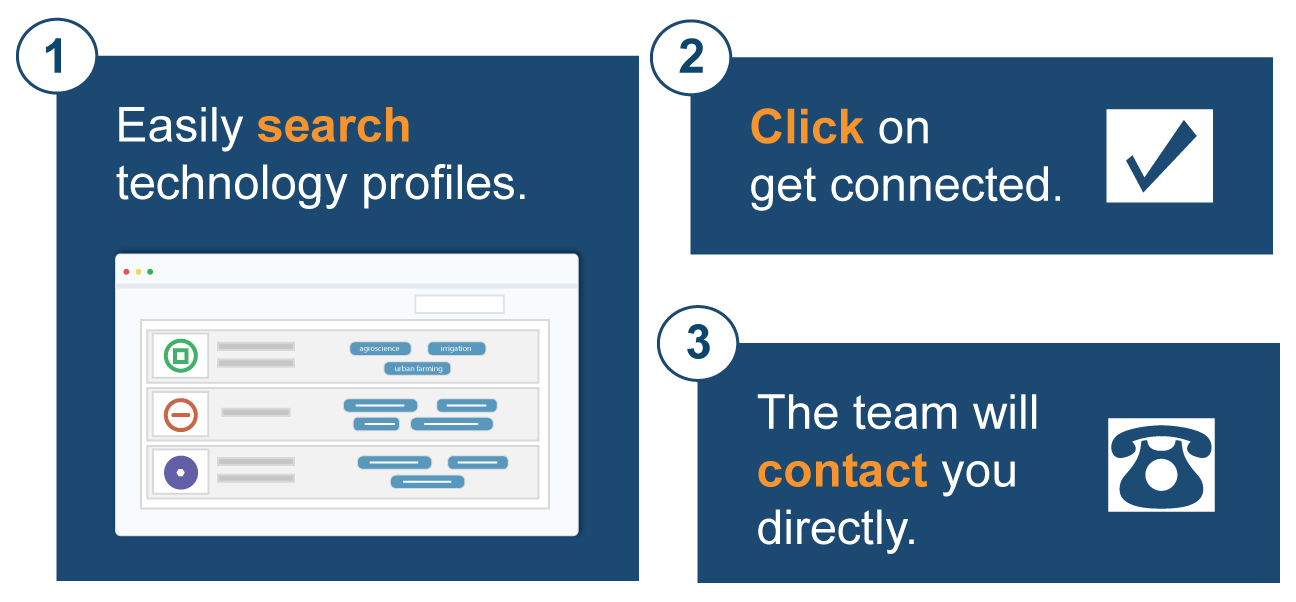 1
Easily search
technology profiles.
agroscience irrigation
urban farming
2
Click on
get connected.
3
The team will
contact you
directly.